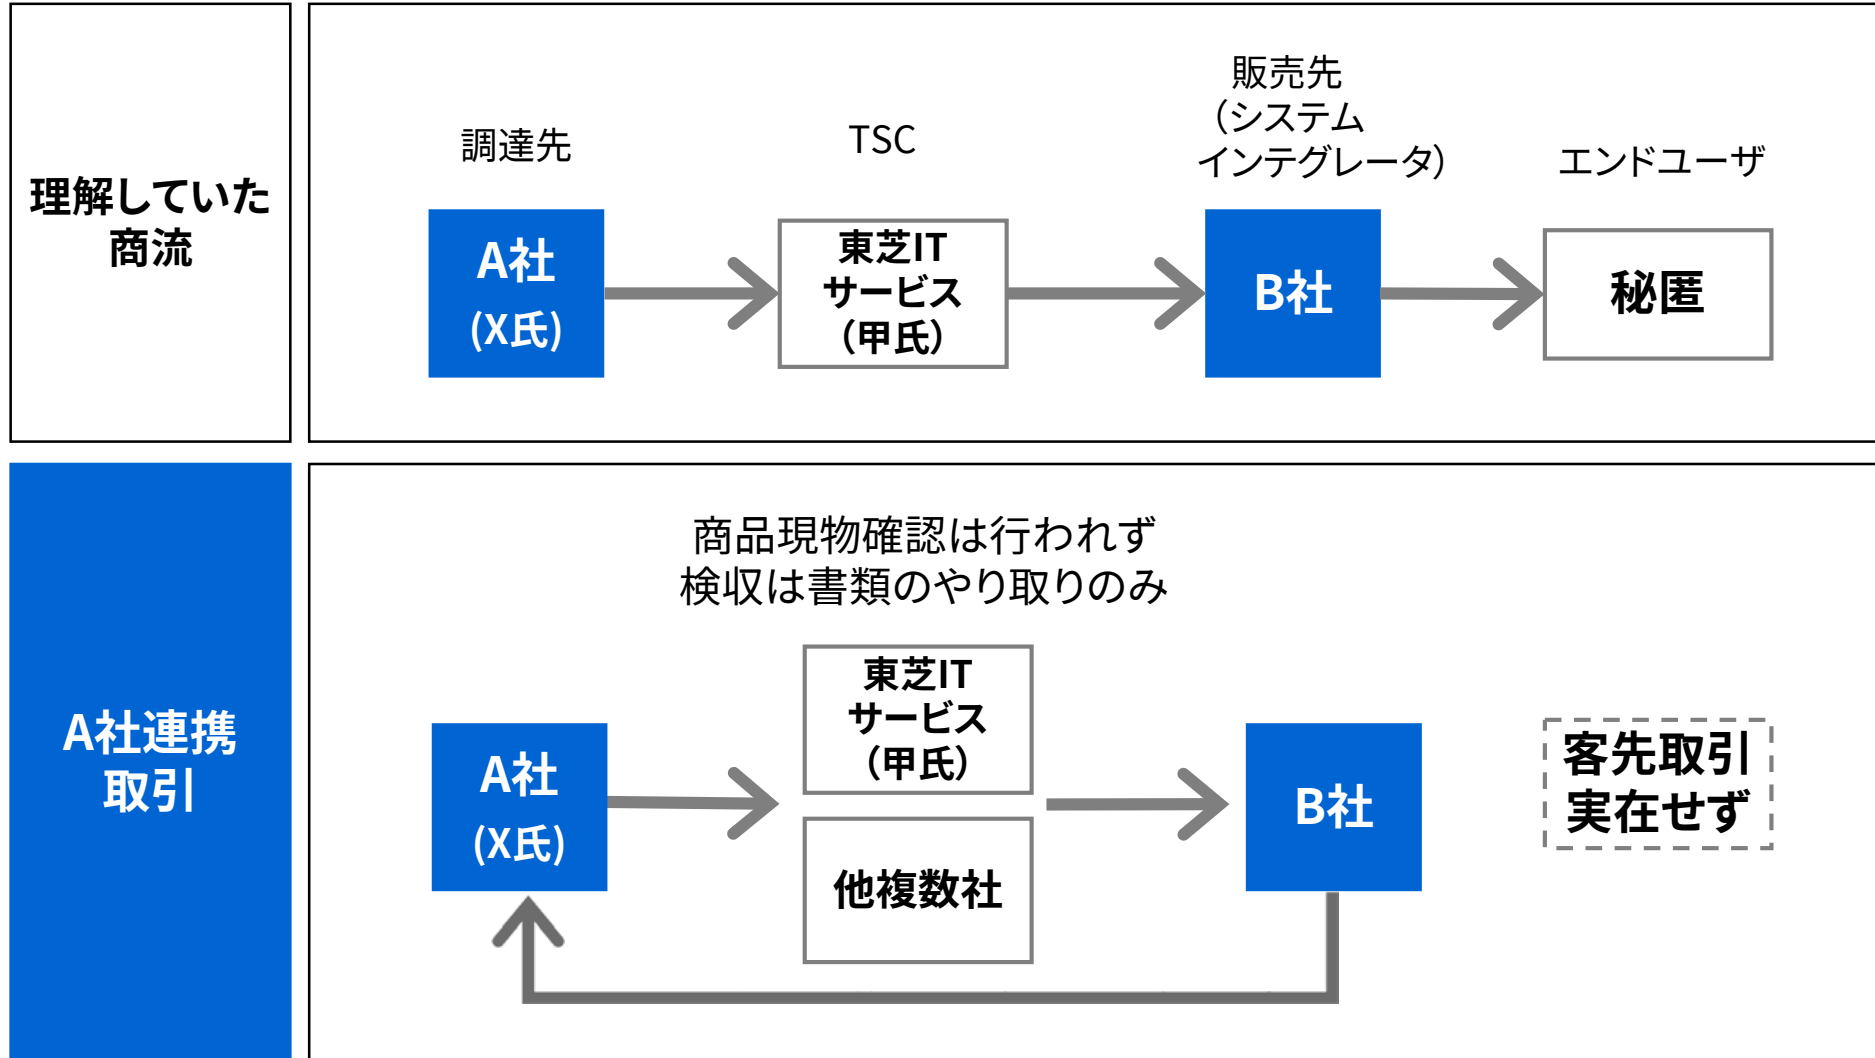 理解していた
商流
調達先
TSC
販売先
（システム
インテグレータ）
エンドユーザ
A社
(X氏)
東芝IT
サービス
（甲氏）
B社
秘匿
A社連携
取引
商品現物確認は行われず
検収は書類のやり取りのみ
A社
(X氏)
東芝IT
サービス
（甲氏）
他複数社
B社
客先取引
実在せず